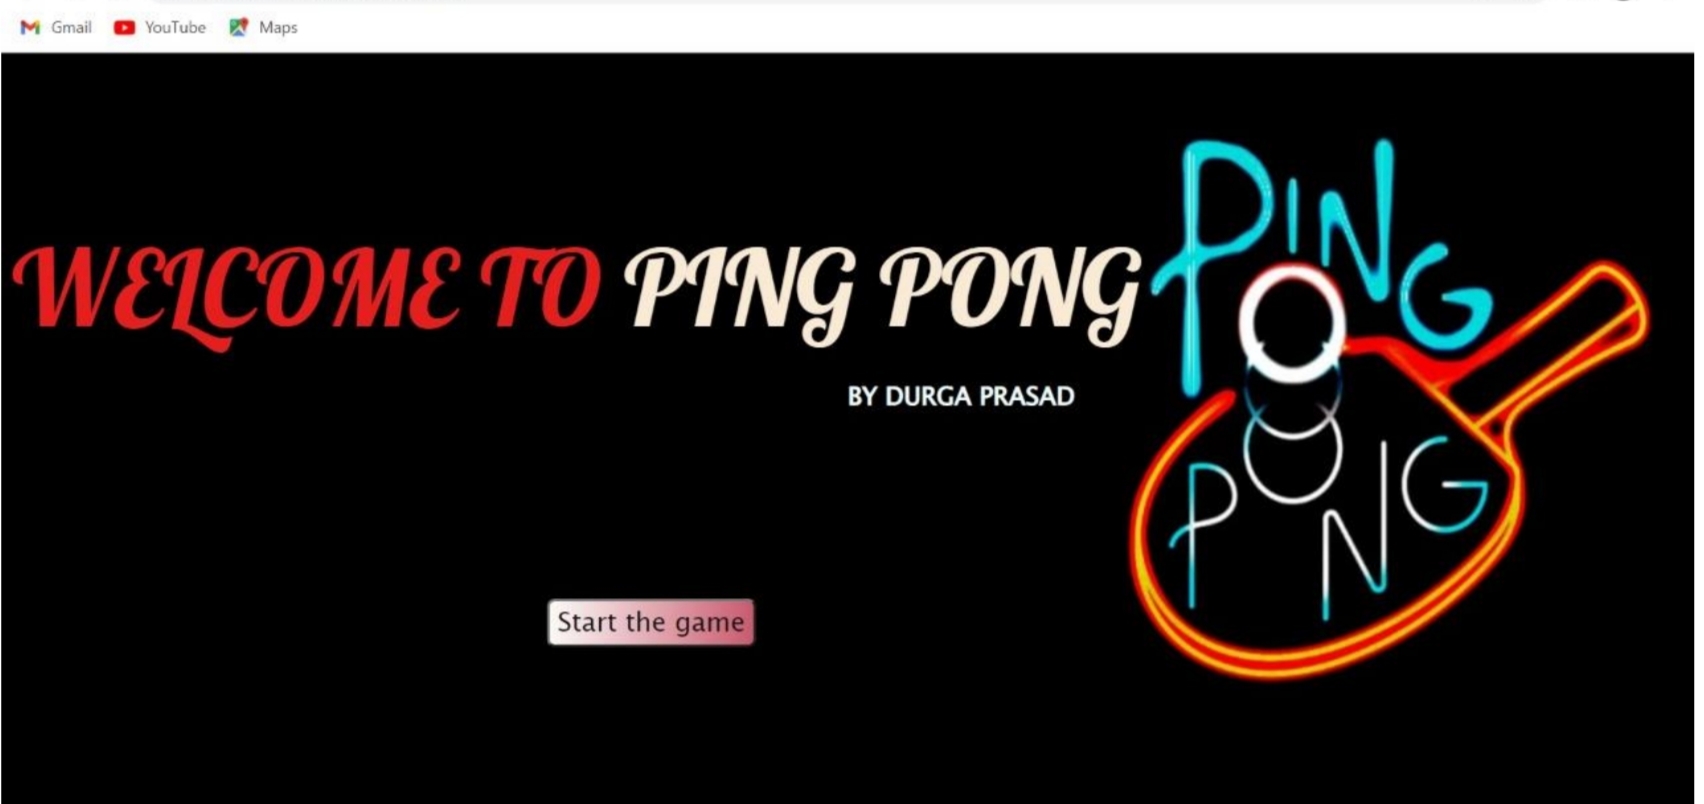 Gmail YouTube Maps
WELCOME TO PING PONG
BY DURGA PRASAD
Start the game
PING
PONG